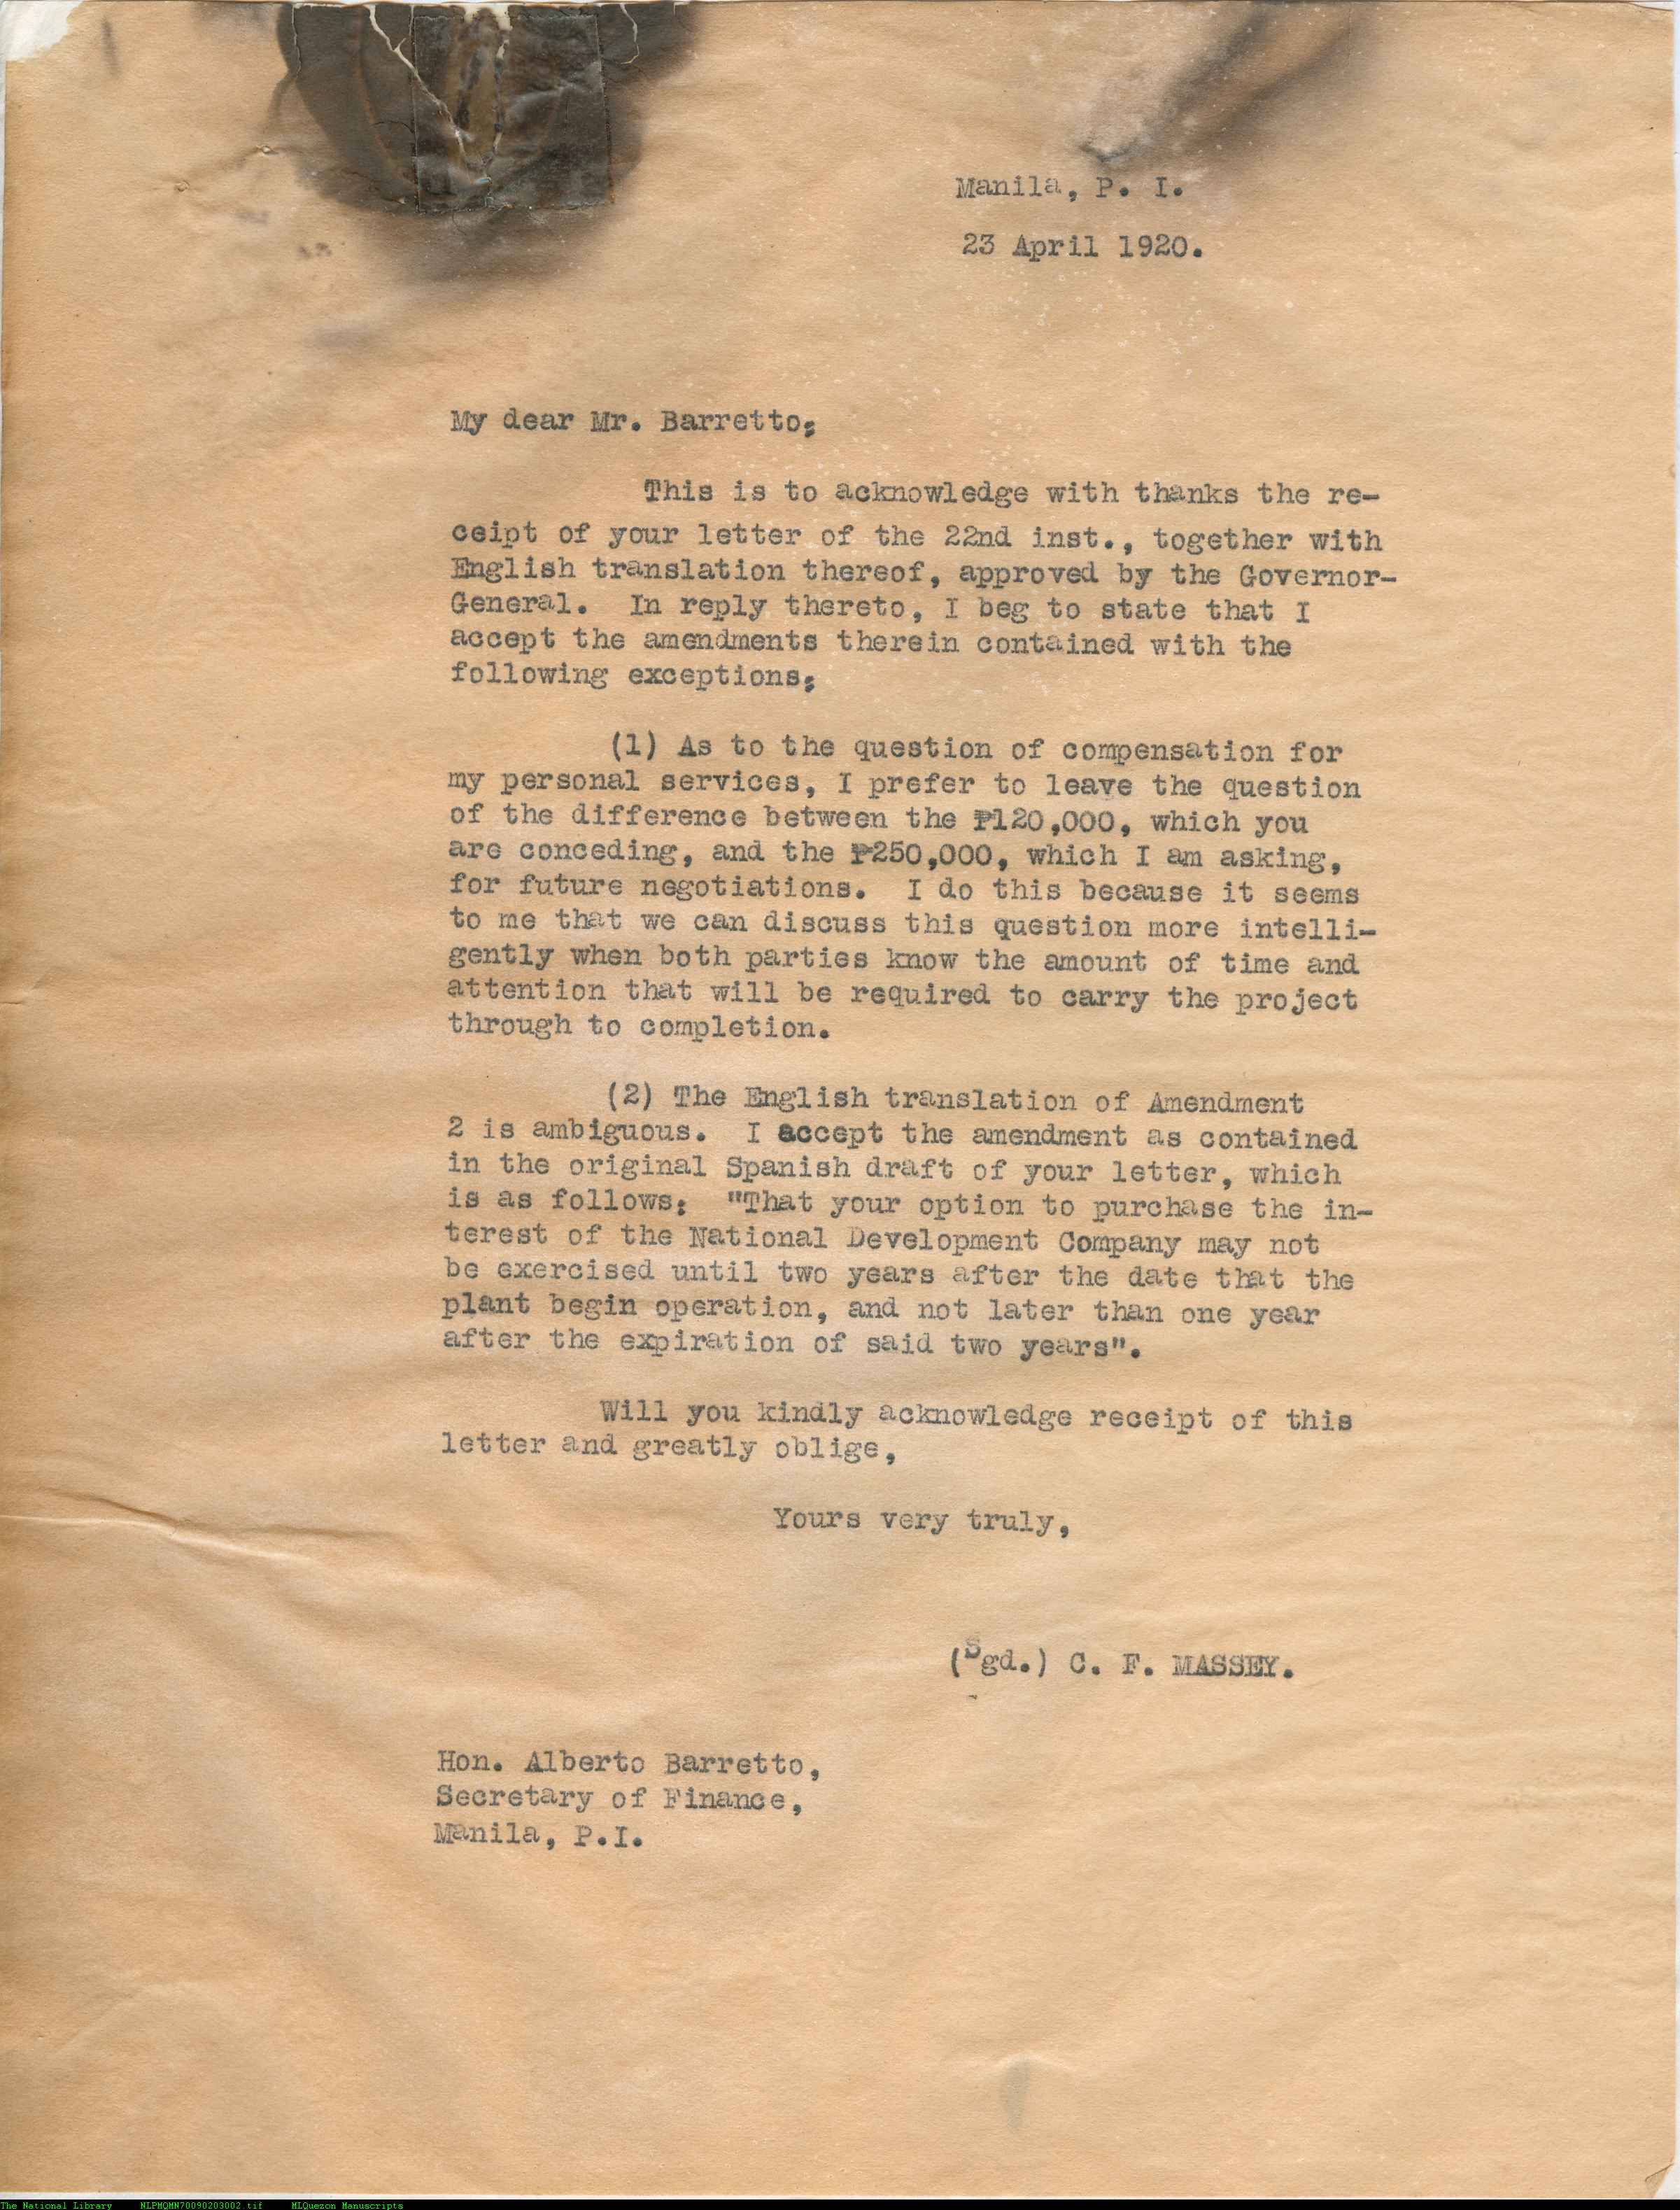 Manila, P. I.
23 April 1920.
My dear Mr. Barretto:
This is to acknowledge with thanks the re-
ceipt of your letter of the 22nd inst., together with
English translation thereof, approved by the Governor-
General. In reply thereto, I beg to state that I
accept the amendments therein contained with the
following exceptions:
(1) As to the question of compensation for
my personal services, I prefer to leave the question
of the difference between the ₱120,000, which you
are conceding, and the ₱250,000, which I am asking,
for future negotiations. I do this because it seems
to me that we can discuss this question more intelli-
gently when both parties know the amount of time and
attention that will be required to carry the project
through to completion.
(2) The English translation of Amendment
2 is ambiguous. I accept the amendment as contained
in the original Spanish draft of your letter, which
is as follows: "That your option to purchase the in-
terest of the National Development Company may not
be exercised until two years after the date that the
plant begin operation, and not later than one year
after the expiration of said two years".
Will you kindly acknowledge receipt of this
letter and greatly oblige,
Yours very truly,
(Sgd.) C. F. MASSEY.
Hon. Alberto Barretto,
Secretary of Finance,
Manila, P.I.
The National Library NLPMQMN70090203002.tif MLQuezon Manuscripts